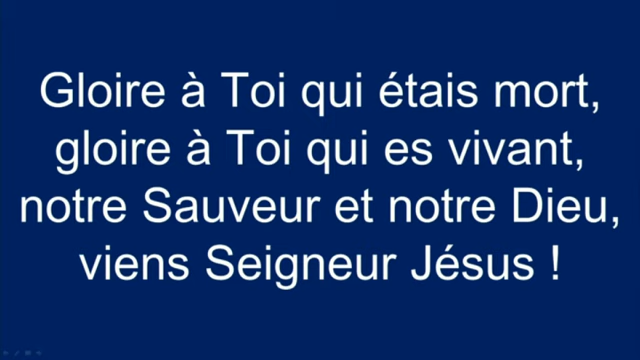 Gloire à Toi qui étais mort,
gloire à Toi qui es vivant,
notre Sauveur et notre Dieu,
viens Seigneur Jésus !